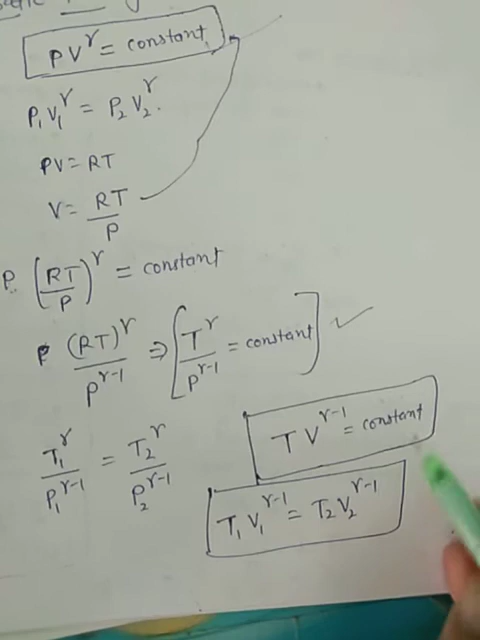 PV^γ = constant
P₁V₁^γ = P₂V₂^γ.
PV = RT
V = RT/P
P (RT/P)^γ = constant
P (RT)^γ/P^γ-1 ⇒ [T^γ/P^γ-1 = constant]
T₁^γ/P₁^γ-1 = T₂^γ/P₂^γ-1
TV^γ-1 = constant
T₁V₁^γ-1 = T₂V₂^γ-1